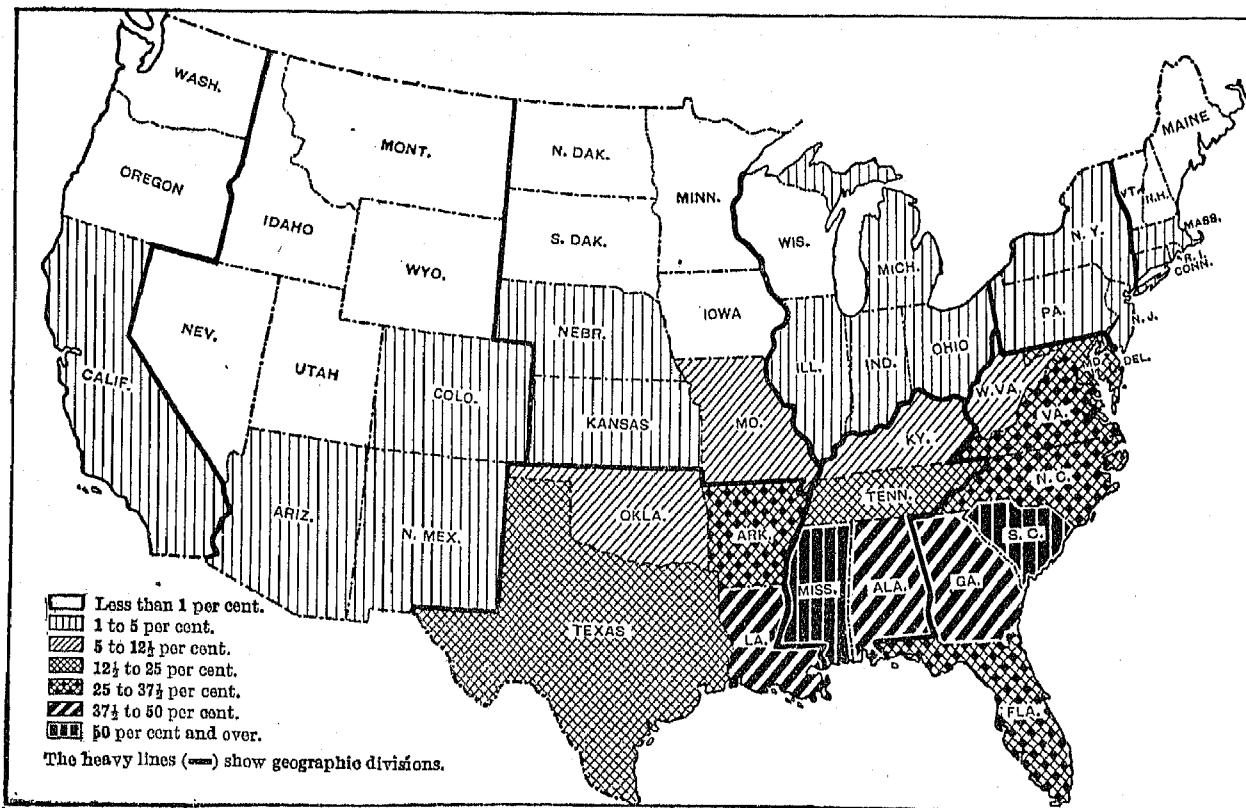 WASH.
MONT.
N. DAK.
MINN.
MAINE
OREGON
IDAHO
S. DAK.
WIS.
VT.
N.H.
WYO.
MICH.
N. Y.
MASS.
R. I.
CONN.
NEV.
UTAH
NEBR.
IOWA
PA.
N. J.
CALIF.
COLO.
KANSAS
MO.
ILL.
IND.
OHIO
W. VA.
MD.
DEL.
VA.
KY.
ARIZ.
N. MEX.
OKLA.
ARK.
TENN.
N. C.
S. C.
TEXAS
LA.
MISS.
ALA.
GA.
FLA.
Less than 1 per cent.
1 to 5 per cent.
5 to 12½ per cent.
12½ to 25 per cent.
25 to 37½ per cent.
37½ to 50 per cent.
50 per cent and over.
The heavy lines (▬) show geographic divisions.